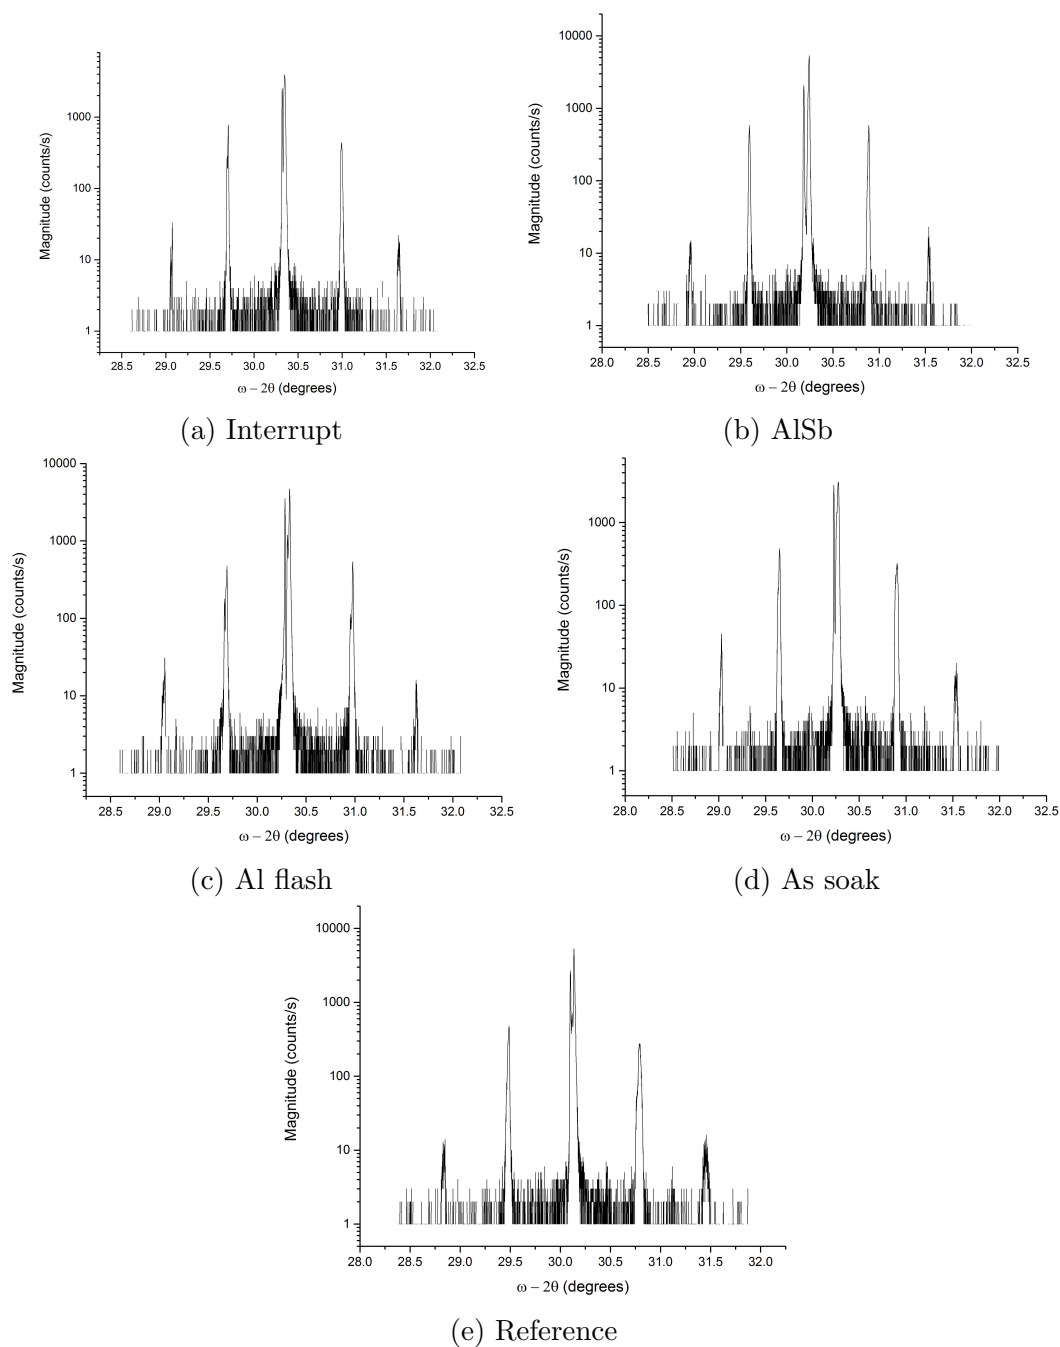 1000
100
10
1
Magnitude (counts/s)
28.5 29.0 29.5 30.0 30.5 31.0 31.5 32.0 32.5
ω – 2θ (degrees)
(a) Interrupt
10000
1000
100
10
1
Magnitude (counts/s)
28.0 28.5 29.0 29.5 30.0 30.5 31.0 31.5 32.0 32.5
ω – 2θ (degrees)
(b) AlSb
10000
1000
100
10
1
Magnitude (counts/s)
28.5 29.0 29.5 30.0 30.5 31.0 31.5 32.0 32.5
ω – 2θ (degrees)
(c) Al flash
1000
100
10
1
Magnitude (counts/s)
28.0 28.5 29.0 29.5 30.0 30.5 31.0 31.5 32.0 32.5
ω – 2θ (degrees)
(d) As soak
10000
1000
100
10
1
Magnitude (counts/s)
28.0 28.5 29.0 29.5 30.0 30.5 31.0 31.5 32.0
ω – 2θ (degrees)
(e) Reference